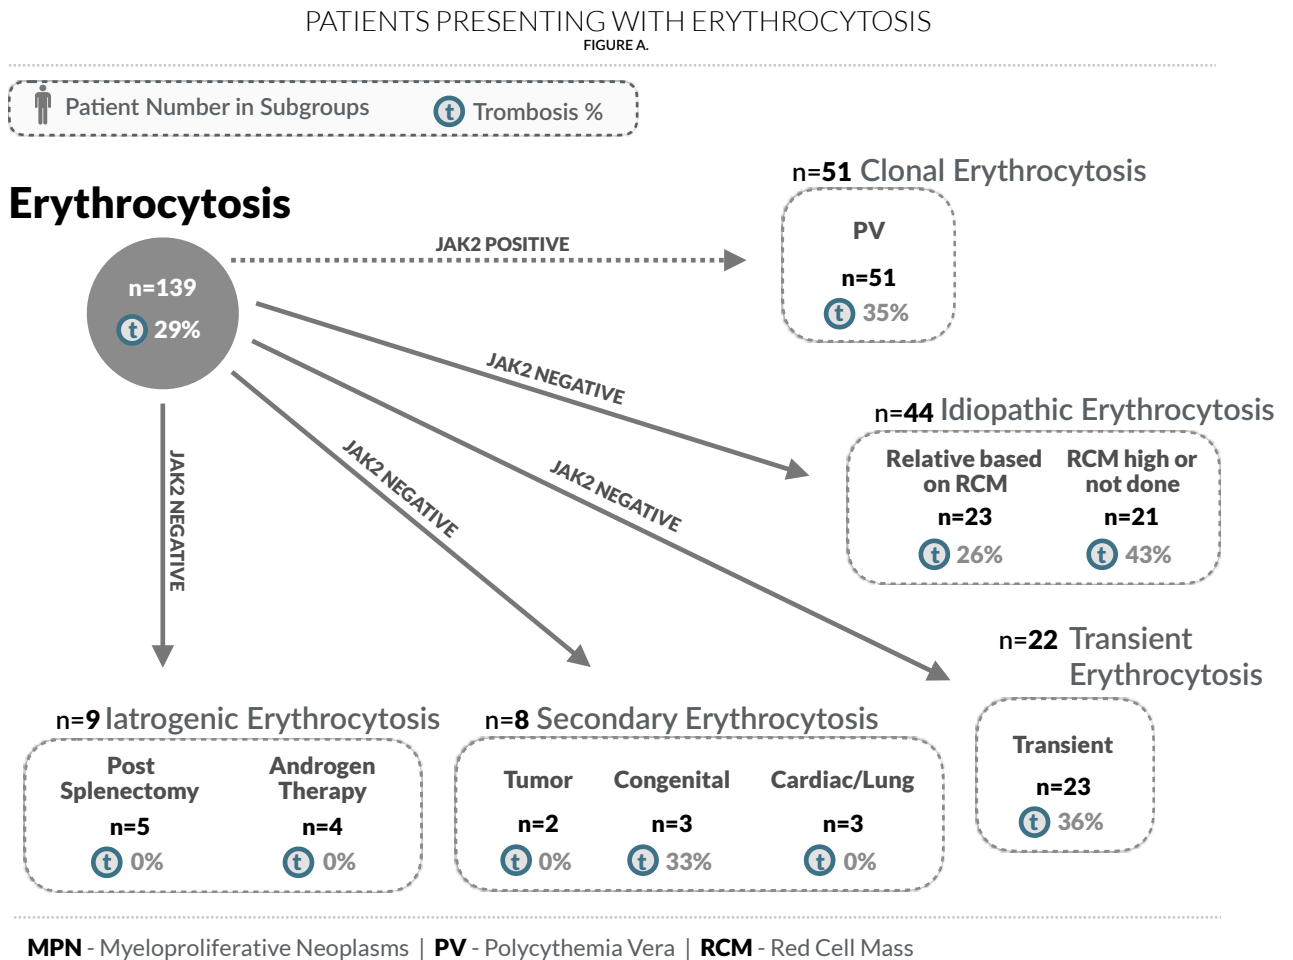 PATIENTS PRESENTING WITH ERYTHROCYTOSIS
FIGURE A.
Patient Number in Subgroups
t Trombosis %
Erythrocytosis
n=139
t 29%
JAK2 POSITIVE
n=51 Clonal Erythrocytosis
PV
n=51
t 35%
JAK2 NEGATIVE
n=44 Idiopathic Erythrocytosis
Relative based
on RCM
n=23
t 26%
RCM high or
not done
n=21
t 43%
JAK2 NEGATIVE
n=22 Transient
Erythrocytosis
Transient
n=23
t 36%
JAK2 NEGATIVE
n=8 Secondary Erythrocytosis
Tumor
n=2
t 0%
Congenital
n=3
t 33%
Cardiac/Lung
n=3
t 0%
JAK2 NEGATIVE
n=9 Iatrogenic Erythrocytosis
Post
Splenectomy
n=5
t 0%
Androgen
Therapy
n=4
t 0%
MPN - Myeloproliferative Neoplasms | PV - Polycythemia Vera | RCM - Red Cell Mass